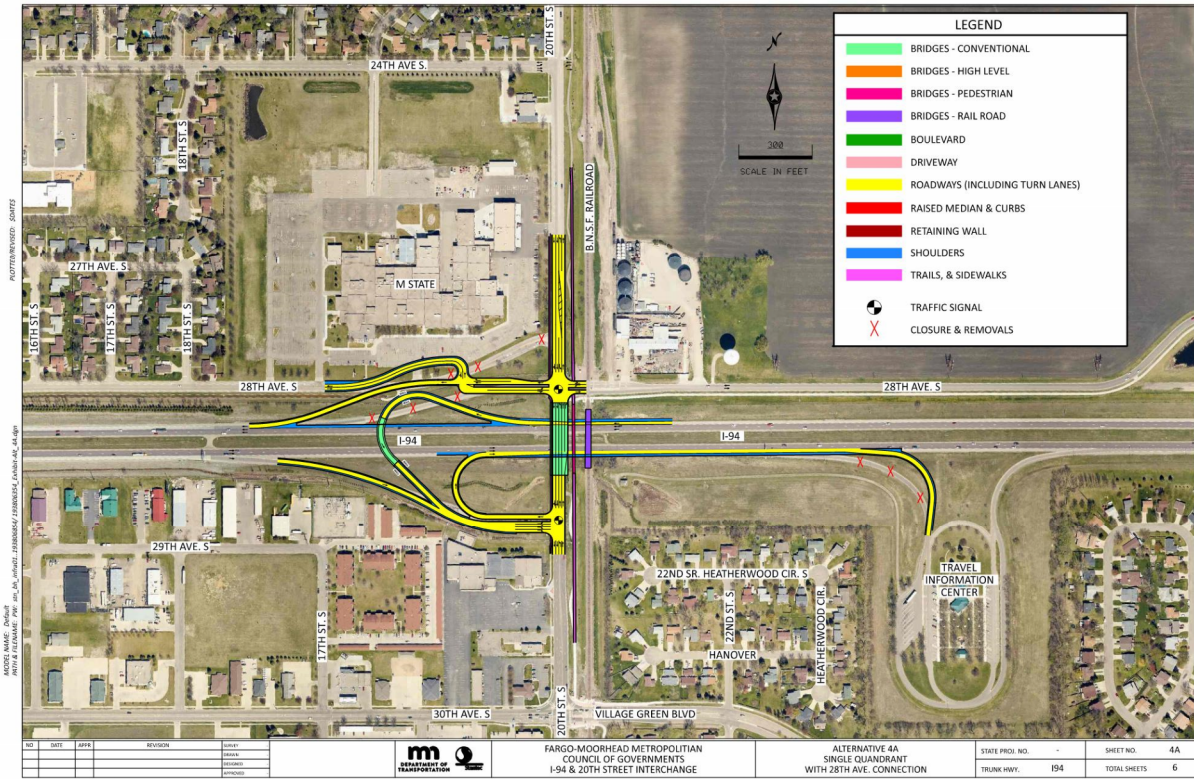 LEGEND
BRIDGES - CONVENTIONAL
BRIDGES - HIGH LEVEL
BRIDGES - PEDESTRIAN
BRIDGES - RAIL ROAD
BOULEVARD
DRIVEWAY
ROADWAYS (INCLUDING TURN LANES)
RAISED MEDIAN & CURBS
RETAINING WALL
SHOULDERS
TRAILS, & SIDEWALKS
TRAFFIC SIGNAL
CLOSURE & REMOVALS
N
300
SCALE IN FEET
20TH ST. S
24TH AVE S.
18TH ST. S
B.N.S.F. RAILROAD
27TH AVE. S
M STATE
16TH ST. S
17TH ST. S
18TH ST. S
28TH AVE. S
28TH AVE. S
I-94
I-94
29TH AVE. S
17TH ST. S
22ND SR. HEATHERWOOD CIR. S
22ND ST. S
HEATHERWOOD CIR.
HANOVER
TRAVEL
INFORMATION
CENTER
30TH AVE. S
20TH ST. S
VILLAGE GREEN BLVD
PLOTTED/REVISED: 5DATES
MODEL NAME: Default
NO DATE APPR REVISION
SURVEY
DRAWN
DESIGNED
APPROVED
DEPARTMENT OF
TRANSPORTATION
FARGO-MOORHEAD METROPOLITAN
COUNCIL OF GOVERNMENTS
I-94 & 20TH STREET INTERCHANGE
ALTERNATIVE 4A
SINGLE QUANDRANT
WITH 28TH AVE. CONNECTION
STATE PROJ. NO. -
TRUNK HWY. I94
SHEET NO. 4A
TOTAL SHEETS 6